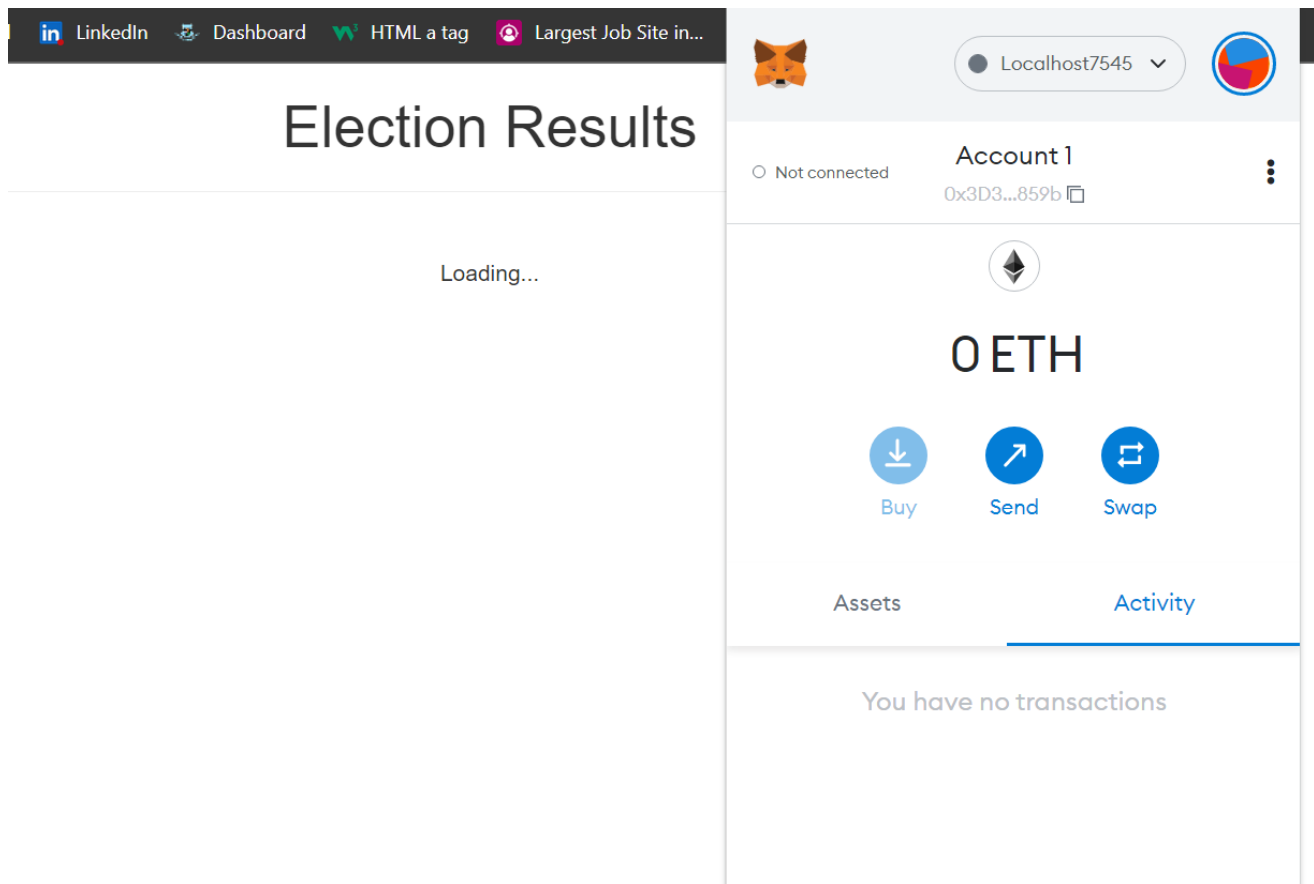 LinkedIn Dashboard HTML a tag Largest Job Site in...
Election Results
Loading...
Localhost7545
Not connected
Account 1
0x3D3...859b
0 ETH
Buy Send Swap
Assets Activity
You have no transactions